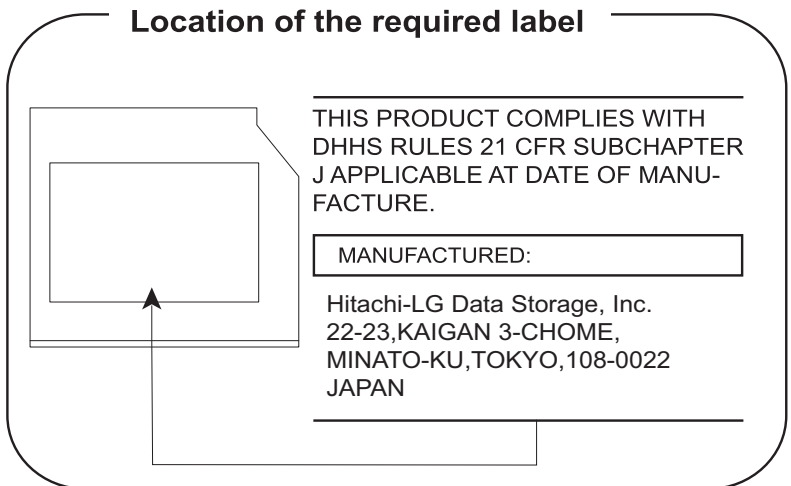 Location of the required label
THIS PRODUCT COMPLIES WITH
DHHS RULES 21 CFR SUBCHAPTER
J APPLICABLE AT DATE OF MANU-
FACTURE.
MANUFACTURED:
Hitachi-LG Data Storage, Inc.
22-23,KAIGAN 3-CHOME,
MINATO-KU,TOKYO,108-0022
JAPAN